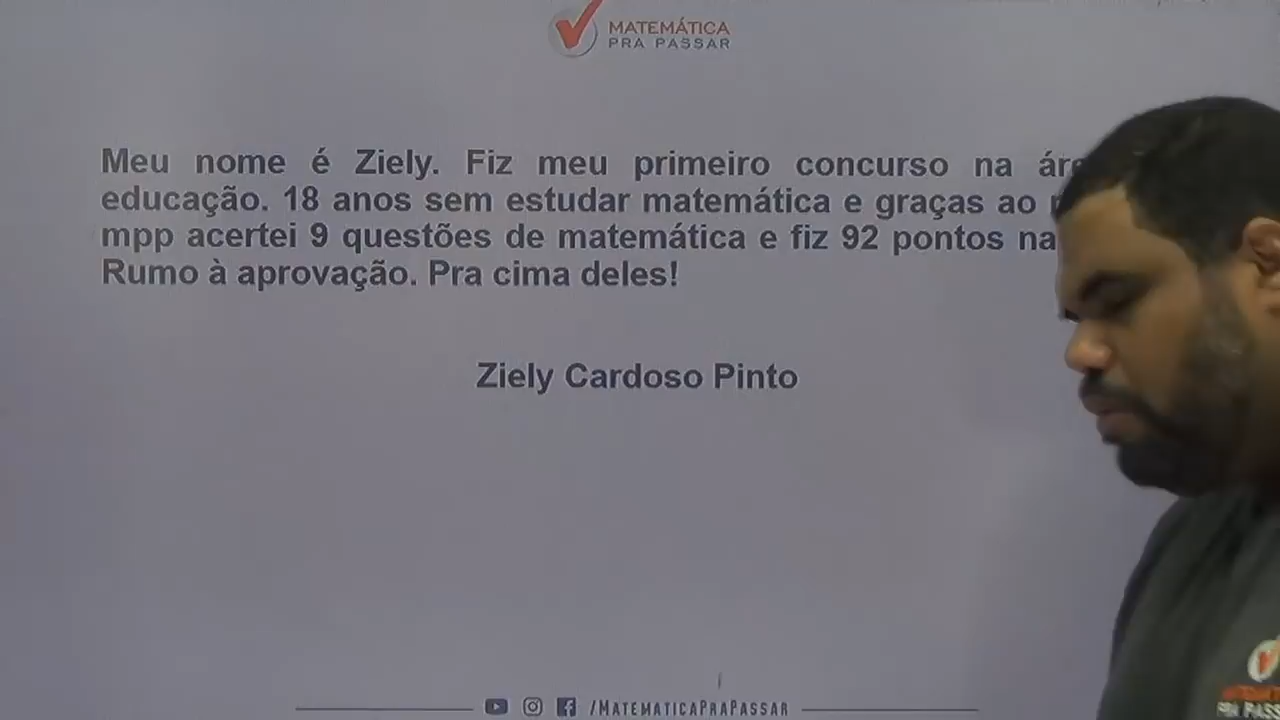 MATEMÁTICA
PRA PASSAR
Meu nome é Ziely. Fiz meu primeiro concurso na
educação. 18 anos sem estudar matemática e graças ao
mpp acertei 9 questões de matemática e fiz 92 pontos na
Rumo à aprovação. Pra cima deles!
Ziely Cardoso Pinto
/MATEMATICAPRAPASSAR